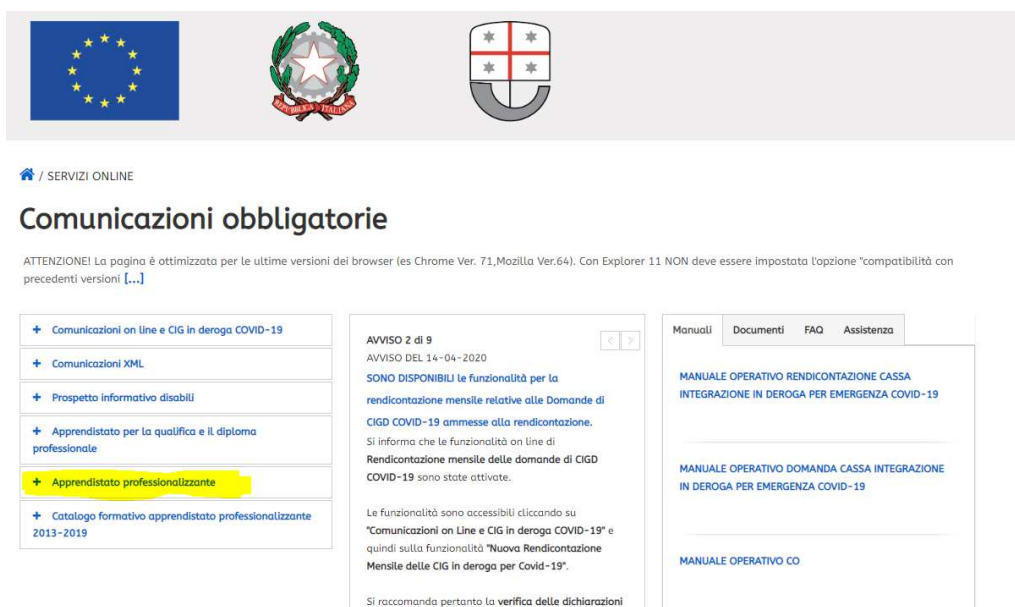 REPVBBLICA ITALIANA
/ SERVIZI ONLINE
Comunicazioni obbligatorie
ATTENZIONE! La pagina è ottimizzata per le ultime versioni dei browser (es Chrome Ver. 71,Mozilla Ver.64). Con Explorer 11 NON deve essere impostata l'opzione "compatibilità con
precedenti versioni [...]
+ Comunicazioni on line e CIG in deroga COVID-19
+ Comunicazioni XML
+ Prospetto informativo disabili
+ Apprendistato per la qualifica e il diploma
professionale
+ Apprendistato professionalizzante
+ Catalogo formativo apprendistato professionalizzante
2013-2019
AVVISO 2 di 9
< >
AVVISO DEL 14-04-2020
SONO DISPONIBILI le funzionalità per la
rendicontazione mensile relative alle Domande di
CIGD COVID-19 ammesse alla rendicontazione.
Si informa che le funzionalità on line di
Rendicontazione mensile delle domande di CIGD
COVID-19 sono state attivate.
Le funzionalità sono accessibili cliccando su
"Comunicazioni on Line e CIG in deroga COVID-19" e
quindi sulla funzionalità "Nuova Rendicontazione
Mensile delle CIG in deroga per Covid-19".
Si raccomanda pertanto la verifica delle dichiarazioni
Manuali Documenti FAQ Assistenza
MANUALE OPERATIVO RENDICONTAZIONE CASSA
INTEGRAZIONE IN DEROGA PER EMERGENZA COVID-19
MANUALE OPERATIVO DOMANDA CASSA INTEGRAZIONE
IN DEROGA PER EMERGENZA COVID-19
MANUALE OPERATIVO CO